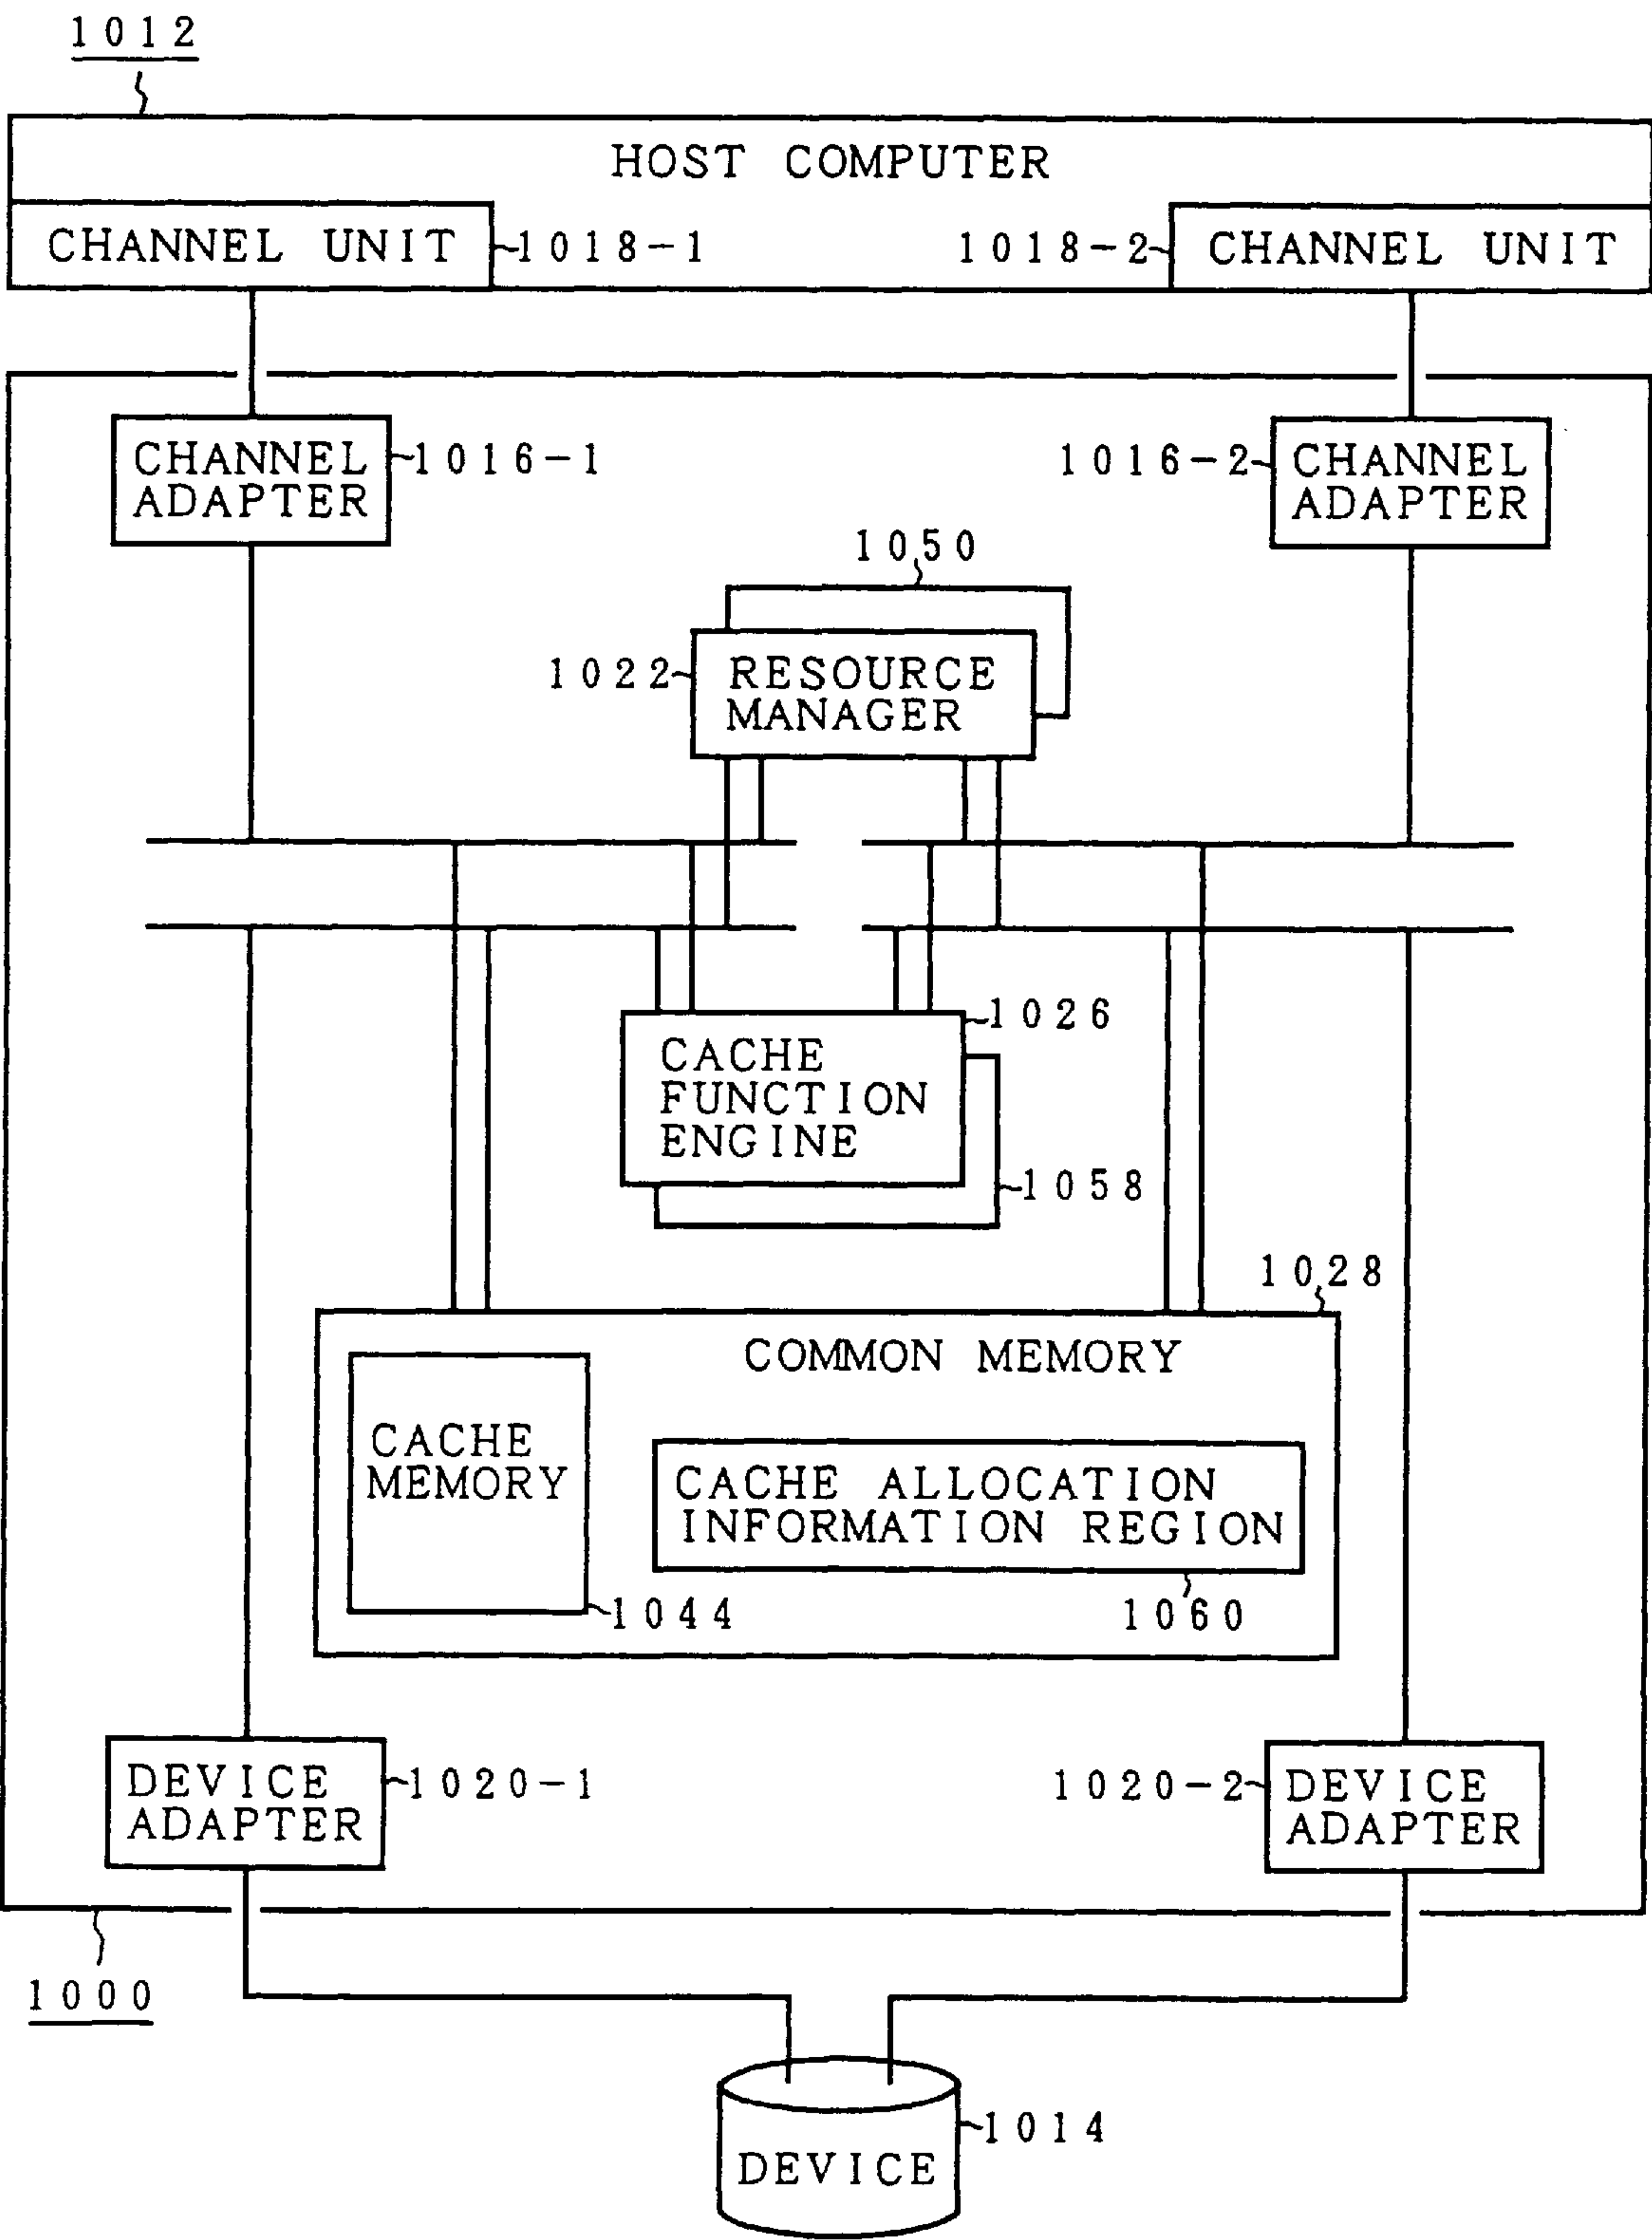 1012
HOST COMPUTER
CHANNEL UNIT
1018-1
1018-2
CHANNEL UNIT
CHANNEL
ADAPTER
1016-1
1016-2
CHANNEL
ADAPTER
1050
1022
RESOURCE
MANAGER
1026
CACHE
FUNCTION
ENGINE
1058
1028
COMMON MEMORY
CACHE
MEMORY
CACHE ALLOCATION
INFORMATION REGION
1044
1060
DEVICE
ADAPTER
1020-1
1020-2
DEVICE
ADAPTER
1000
1014
DEVICE